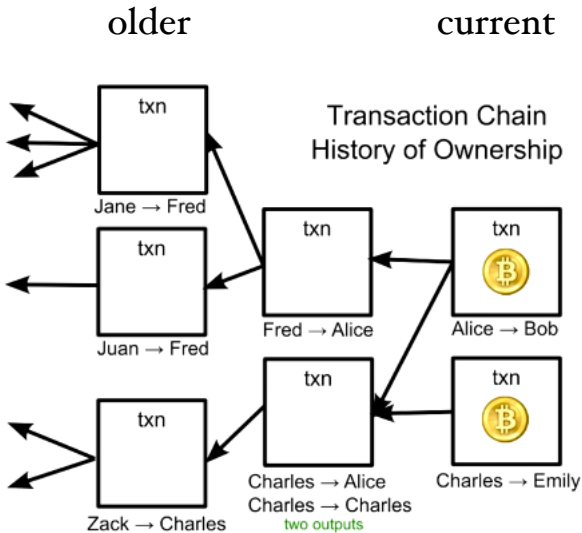 older
current
txn
Transaction Chain
History of Ownership
Jane → Fred
txn
txn
txn
Juan → Fred
Fred → Alice
Alice → Bob
txn
txn
txn
Zack → Charles
Charles → Alice
Charles → Charles
two outputs
Charles → Emily